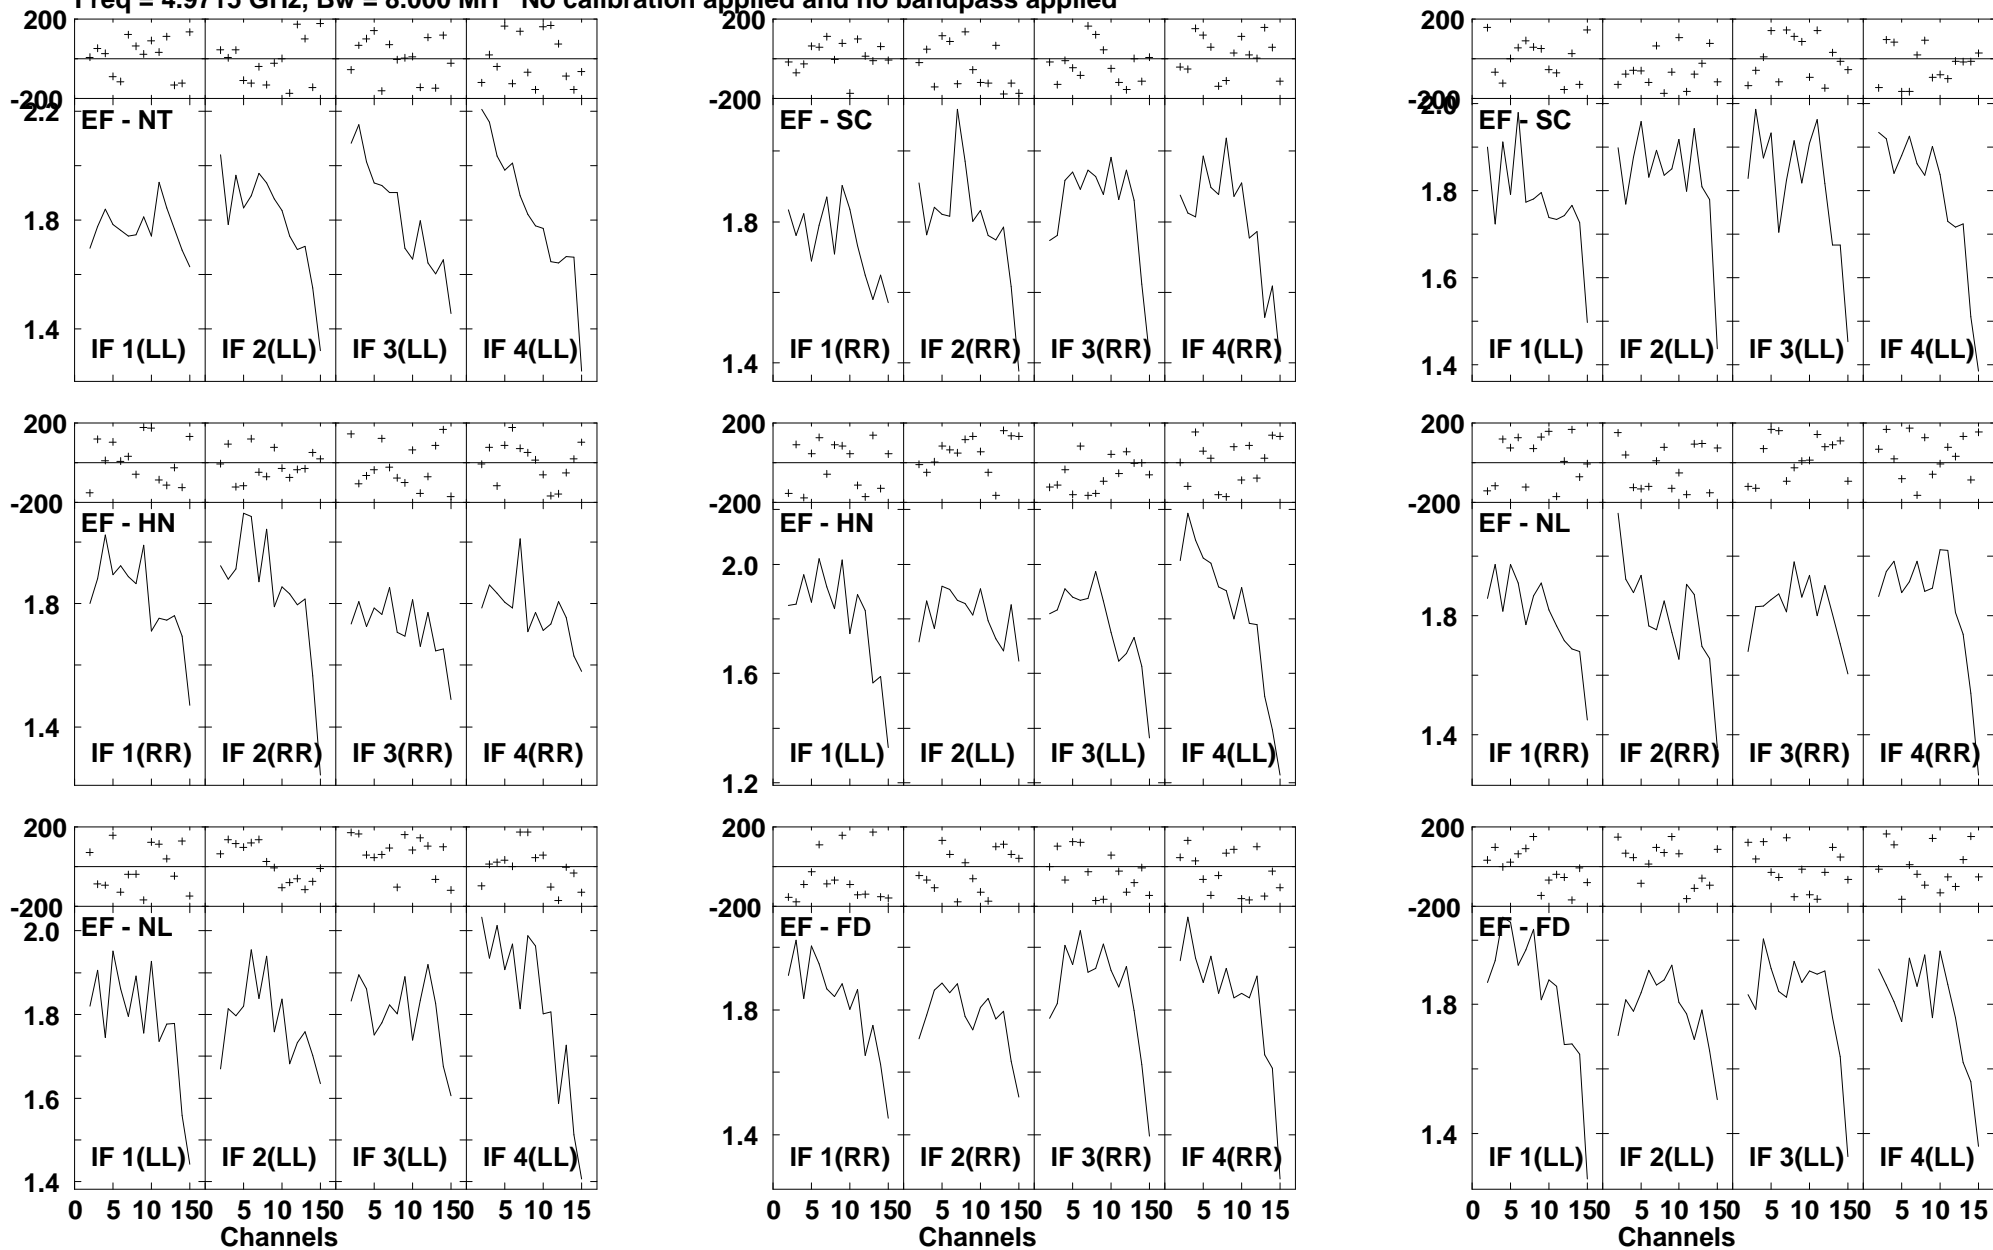 Freq = 4.9715 GHz, Bw = 8.000 MH No calibration applied and no bandpass applied
200
-200
2.2
1.8
1.4
EF - NT
IF 1(LL) IF 2(LL) IF 3(LL) IF 4(LL)
1.8
1.4
EF - SC
IF 1(RR) IF 2(RR) IF 3(RR) IF 4(RR)
200
-200
2.0
1.8
1.6
1.4
EF - SC
IF 1(LL) IF 2(LL) IF 3(LL) IF 4(LL)
200
-200
1.8
1.4
EF - HN
IF 1(RR) IF 2(RR) IF 3(RR) IF 4(RR)
200
-200
2.0
1.6
1.2
EF - HN
IF 1(LL) IF 2(LL) IF 3(LL) IF 4(LL)
200
-200
1.8
1.4
EF - NL
IF 1(RR) IF 2(RR) IF 3(RR) IF 4(RR)
200
-200
2.0
1.8
1.6
1.4
EF - NL
IF 1(LL) IF 2(LL) IF 3(LL) IF 4(LL)
0 5 10 150 5 10 150 5 10 150 5 10 15
Channels
200
-200
1.8
1.4
EF - FD
IF 1(RR) IF 2(RR) IF 3(RR) IF 4(RR)
0 5 10 150 5 10 150 5 10 150 5 10 15
Channels
200
-200
1.8
1.4
EF - FD
IF 1(LL) IF 2(LL) IF 3(LL) IF 4(LL)
0 5 10 150 5 10 150 5 10 150 5 10 15
Channels